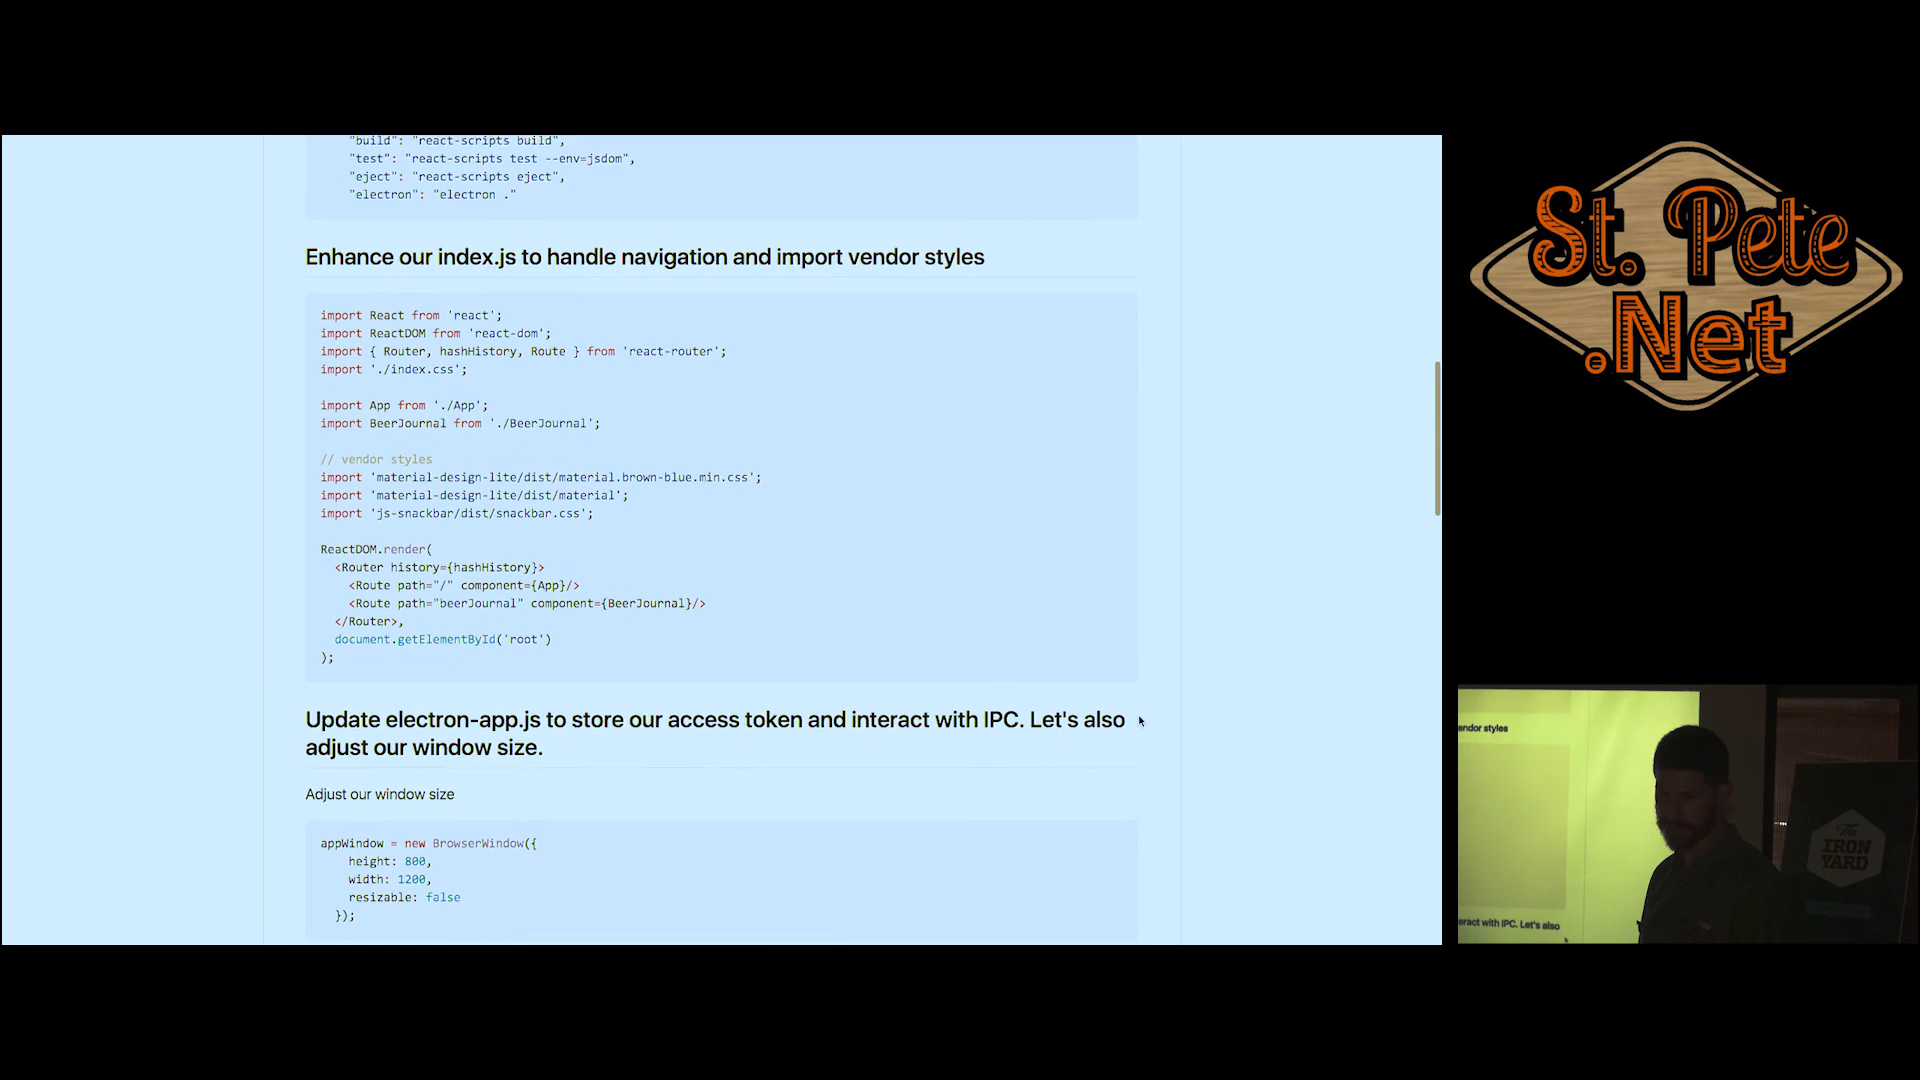 "build": "react-scripts build",
"test": "react-scripts test --env=jsdom",
"eject": "react-scripts eject",
"electron": "electron ."
Enhance our index.js to handle navigation and import vendor styles
import React from 'react';
import ReactDOM from 'react-dom';
import { Router, hashHistory, Route } from 'react-router';
import './index.css';
import App from './App';
import BeerJournal from './BeerJournal';
// vendor styles
import 'material-design-lite/dist/material.brown-blue.min.css';
import 'material-design-lite/dist/material';
import 'js-snackbar/dist/snackbar.css';
ReactDOM.render(
<Router history={hashHistory}>
<Route path="/" component={App}/>
<Route path="beerJournal" component={BeerJournal}/>
</Router>,
document.getElementById('root')
);
Update electron-app.js to store our access token and interact with IPC. Let's also
adjust our window size.
Adjust our window size
appWindow = new BrowserWindow({
height: 800,
width: 1200,
resizable: false
});
St. Pete
.Net
endor styles
eract with IPC. Let's also
The
IRON
YARD